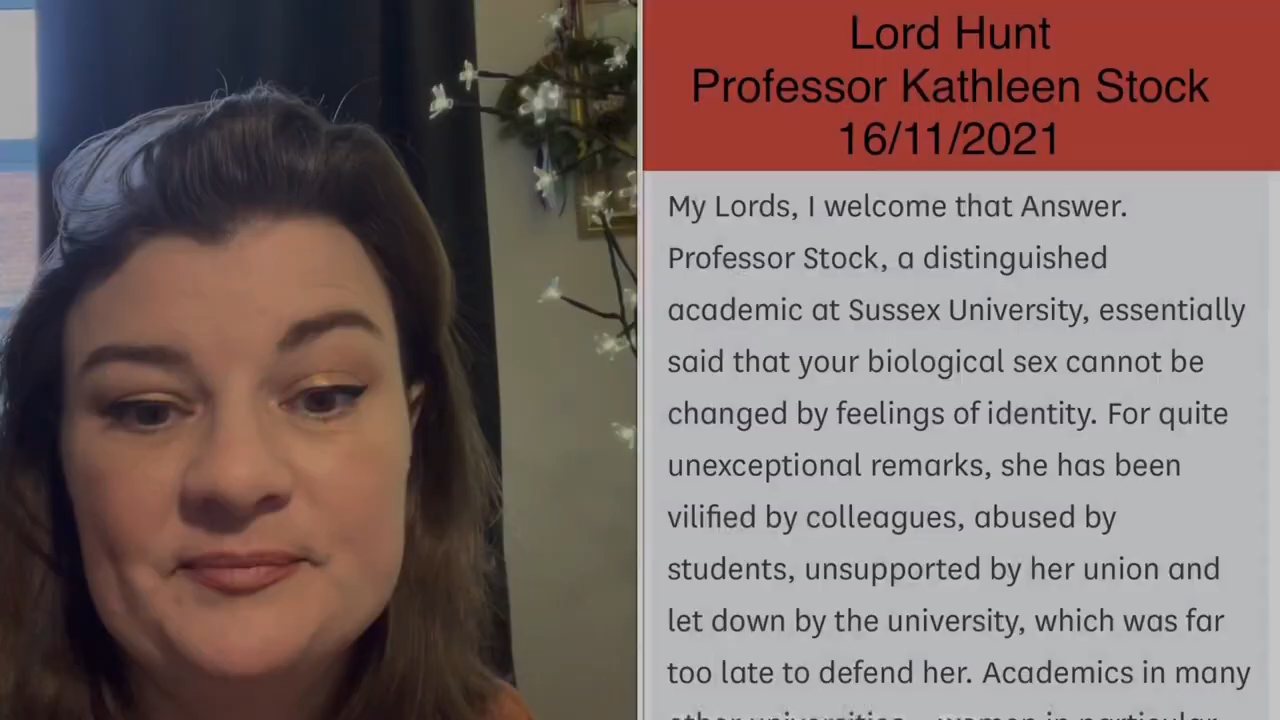 Lord Hunt
Professor Kathleen Stock
16/11/2021
My Lords, I welcome that Answer.
Professor Stock, a distinguished
academic at Sussex University, essentially
said that your biological sex cannot be
changed by feelings of identity. For quite
unexceptional remarks, she has been
vilified by colleagues, abused by
students, unsupported by her union and
let down by the university, which was far
too late to defend her. Academics in many